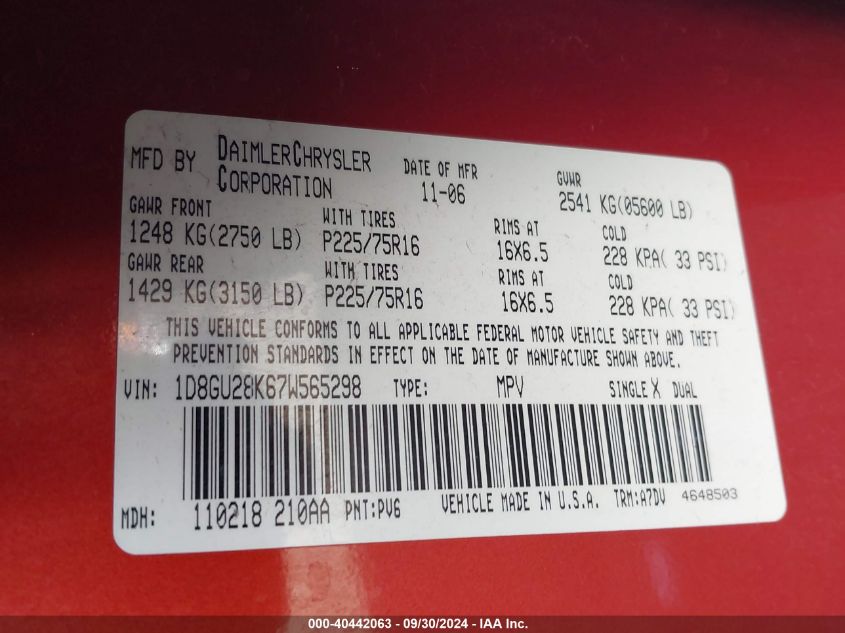 MFD BY DAIMLERCHRYSLER CORPORATION DATE OF MFR 11-06 GVWR 2541 KG(05600 LB)
GAWR FRONT WITH TIRES RIMS AT COLD
1248 KG(2750 LB) P225/75R16 16X6.5 228 KPA( 33 PSI)
GAWR REAR WITH TIRES RIMS AT COLD
1429 KG(3150 LB) P225/75R16 16X6.5 228 KPA( 33 PSI)
THIS VEHICLE CONFORMS TO ALL APPLICABLE FEDERAL MOTOR VEHICLE SAFETY AND THEFT
PREVENTION STANDARDS IN EFFECT ON THE DATE OF MANUFACTURE SHOWN ABOVE.
VIN: 1D8GU28K67W565298 TYPE: MPV SINGLE X DUAL
MDH: 110218 210AA PNT:PV6 VEHICLE MADE IN U.S.A. TRM:A7DV 4648503
000-40442063 - 09/30/2024 - IAA Inc.